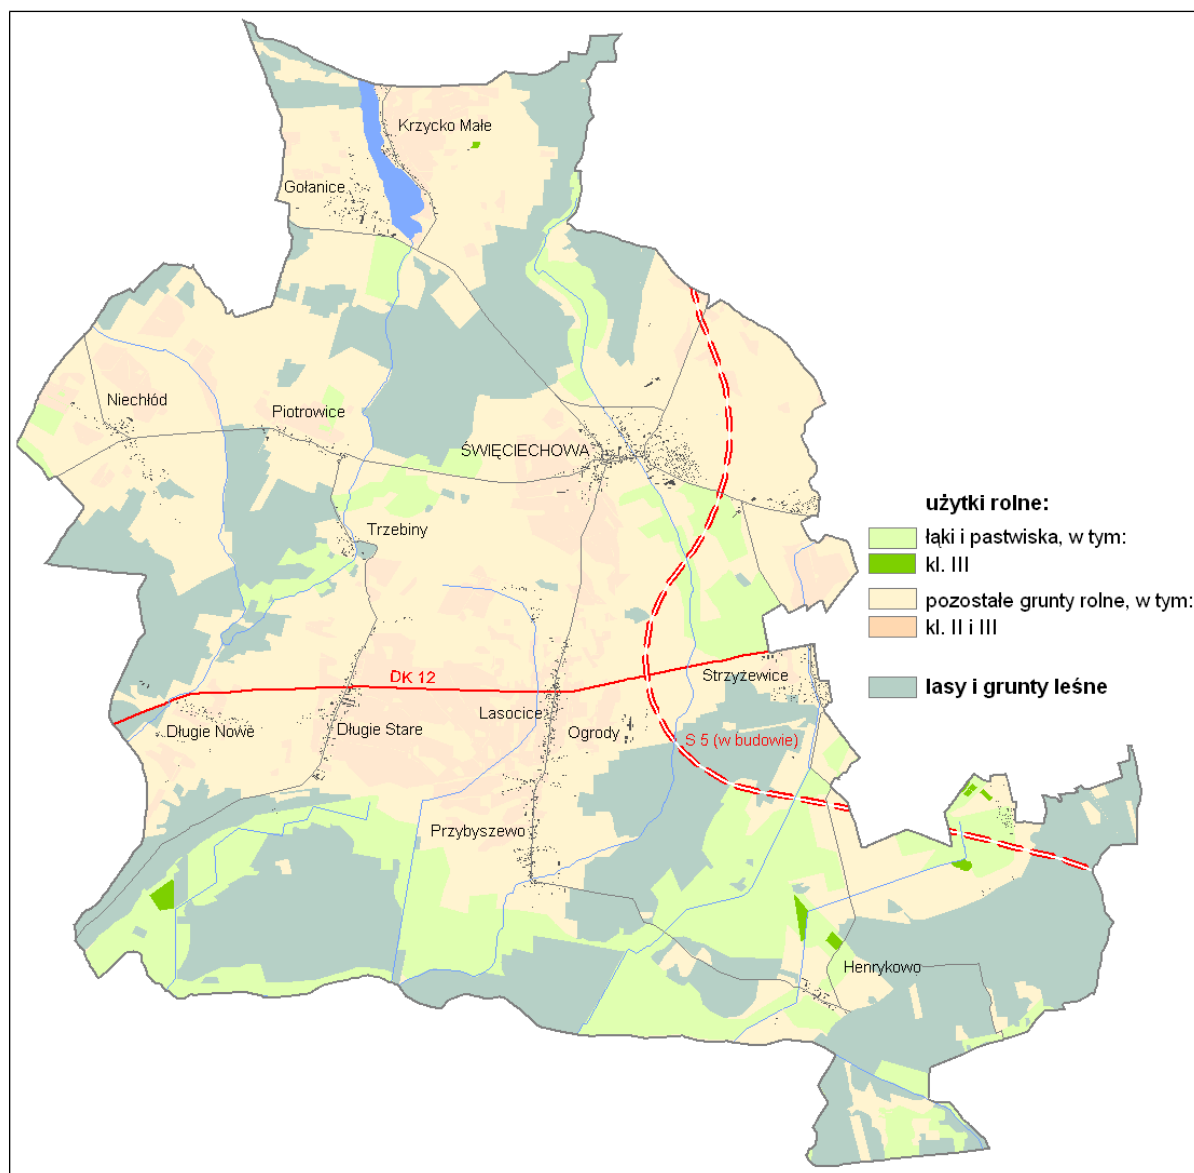 Krzycko Małe
Gołanice
Niechłód
Piotrowice
ŚWIĘCIECHOWA
Trzebiny
użytki rolne:
łąki i pastwiska, w tym:
kl. III
pozostałe grunty rolne, w tym:
kl. II i III
lasy i grunty leśne
DK 12
Strzyżewice
Lasocice
Długie Nowe
Długie Stare
Ogrody
S 5 (w budowie)
Przybyszewo
Henrykowo